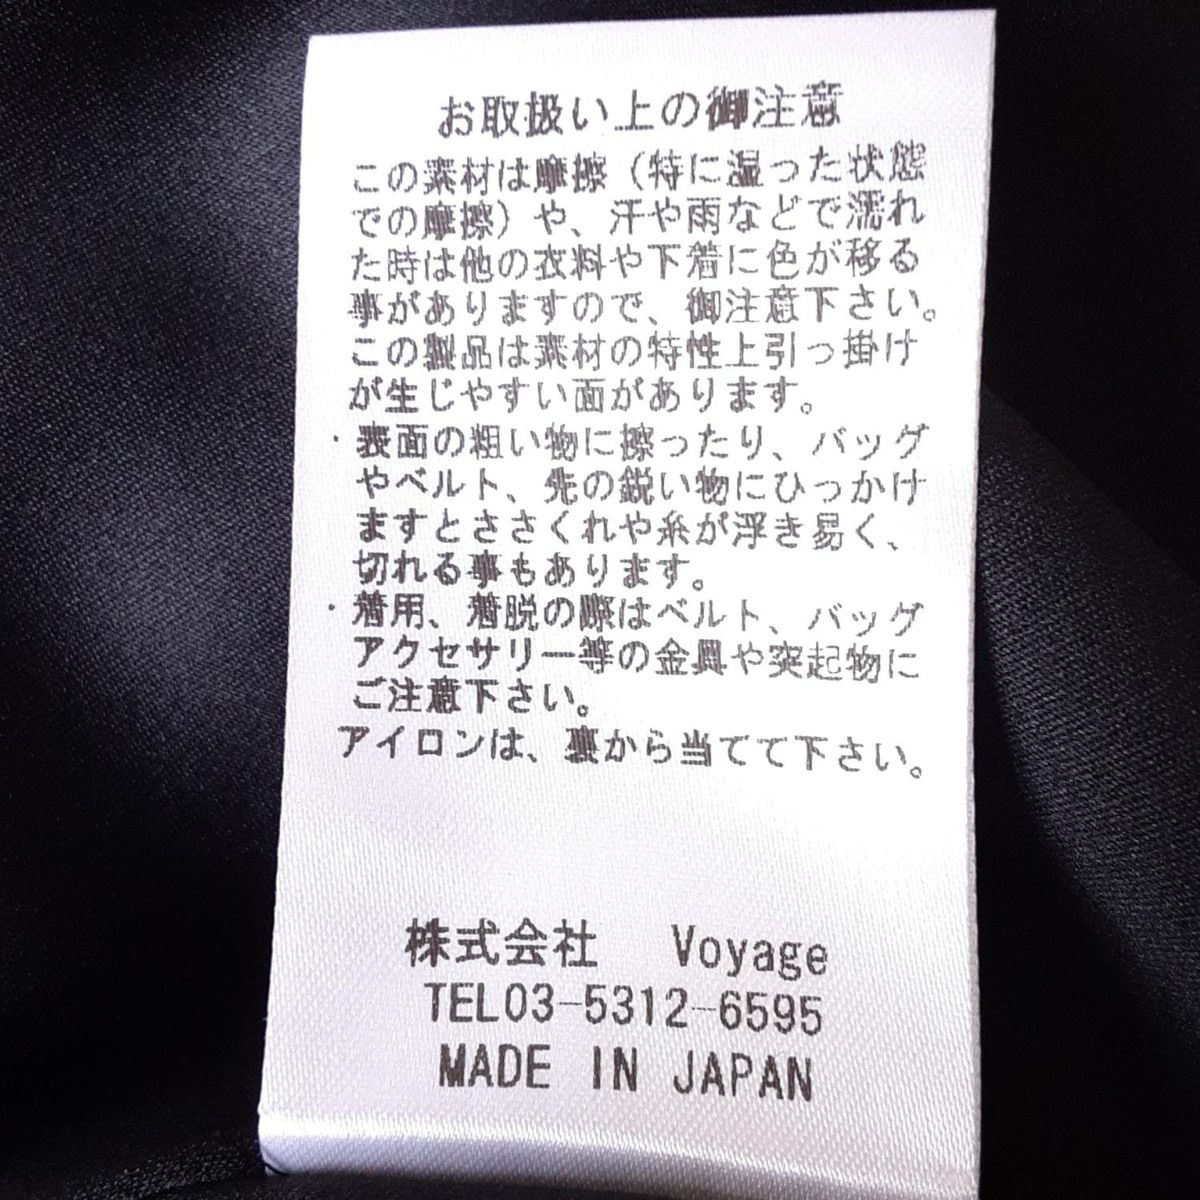 お取扱い上の御注意
この素材は摩擦（特に湿った状態
での摩擦）や、汗や雨などで濡れ
た時は他の衣料や下着に色が移る
事がありますので、御注意下さい。
この製品は素材の特性上引っ掛け
が生じやすい面があります。
・表面の粗い物に擦ったり、バッグ
やベルト、先の鋭い物にひっかけ
ますとささくれや糸が浮き易く、
切れる事もあります。
・着用、着脱の際はベルト、バッグ
アクセサリー等の金具や突起物に
ご注意下さい。
アイロンは、裏から当てて下さい。
株式会社　Voyage
TEL03-5312-6595
MADE IN JAPAN